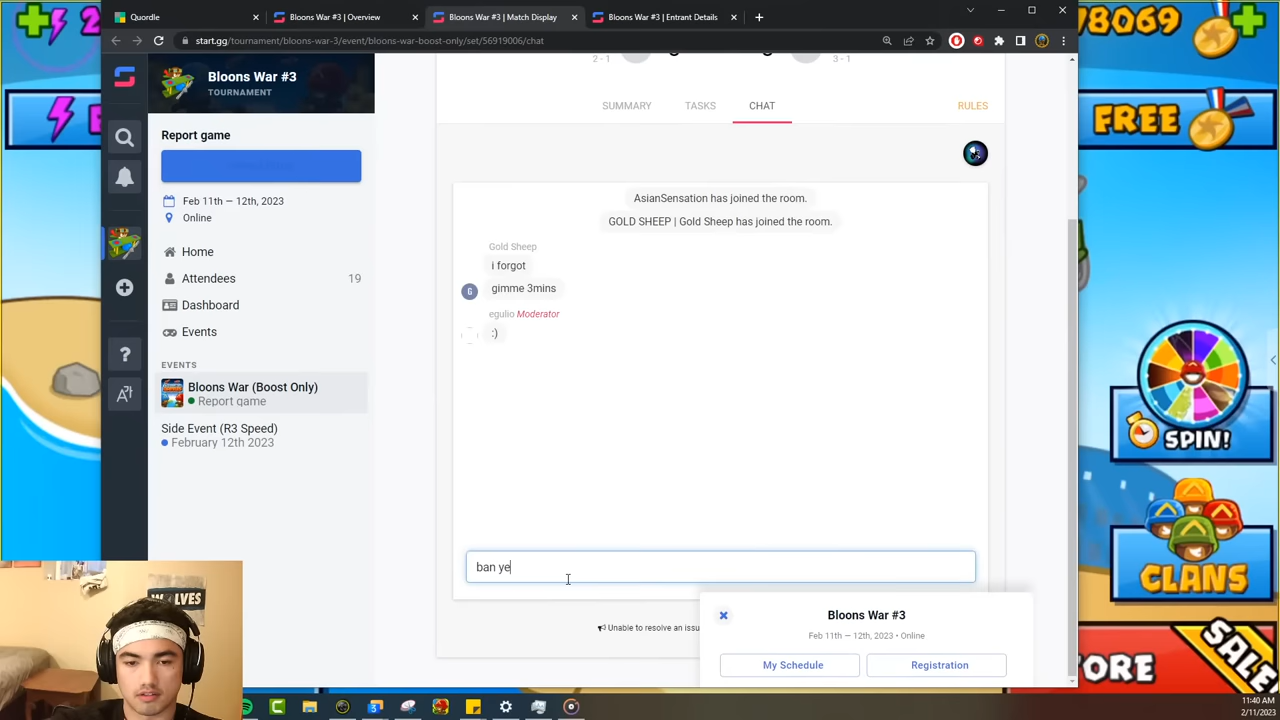 Quordle
Bloons War #3 | Overview
Bloons War #3 | Match Display
Bloons War #3 | Entrant Details
78069
start.gg/tournament/bloons-war-3/event/bloons-war-boost-only/set/56919006/chat
Bloons War #3
TOURNAMENT
2 - 1
3 - 1
SUMMARY
TASKS
CHAT
RULES
FREE
Report game
Feb 11th — 12th, 2023
Online
AsianSensation has joined the room.
GOLD SHEEP | Gold Sheep has joined the room.
Home
Attendees 19
Dashboard
Events
Gold Sheep
i forgot
G
gimme 3mins
egulio Moderator
:)
EVENTS
Bloons War (Boost Only)
Report game
Side Event (R3 Speed)
February 12th 2023
SPIN!
ban ye
CLANS
Unable to resolve an issu
Bloons War #3
Feb 11th — 12th, 2023 • Online
My Schedule
Registration
SALE
11:40 AM
2/11/2023